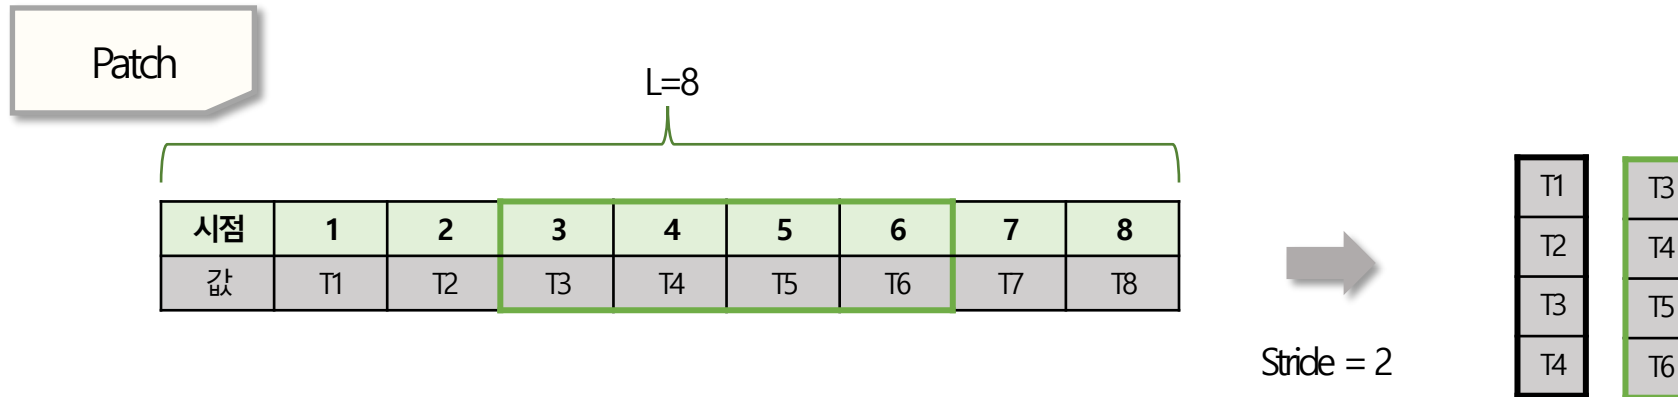 Patch
L=8
시점 1 2 3 4 5 6 7 8
값 T1 T2 T3 T4 T5 T6 T7 T8
Stride = 2
T1 T3
T2 T4
T3 T5
T4 T6